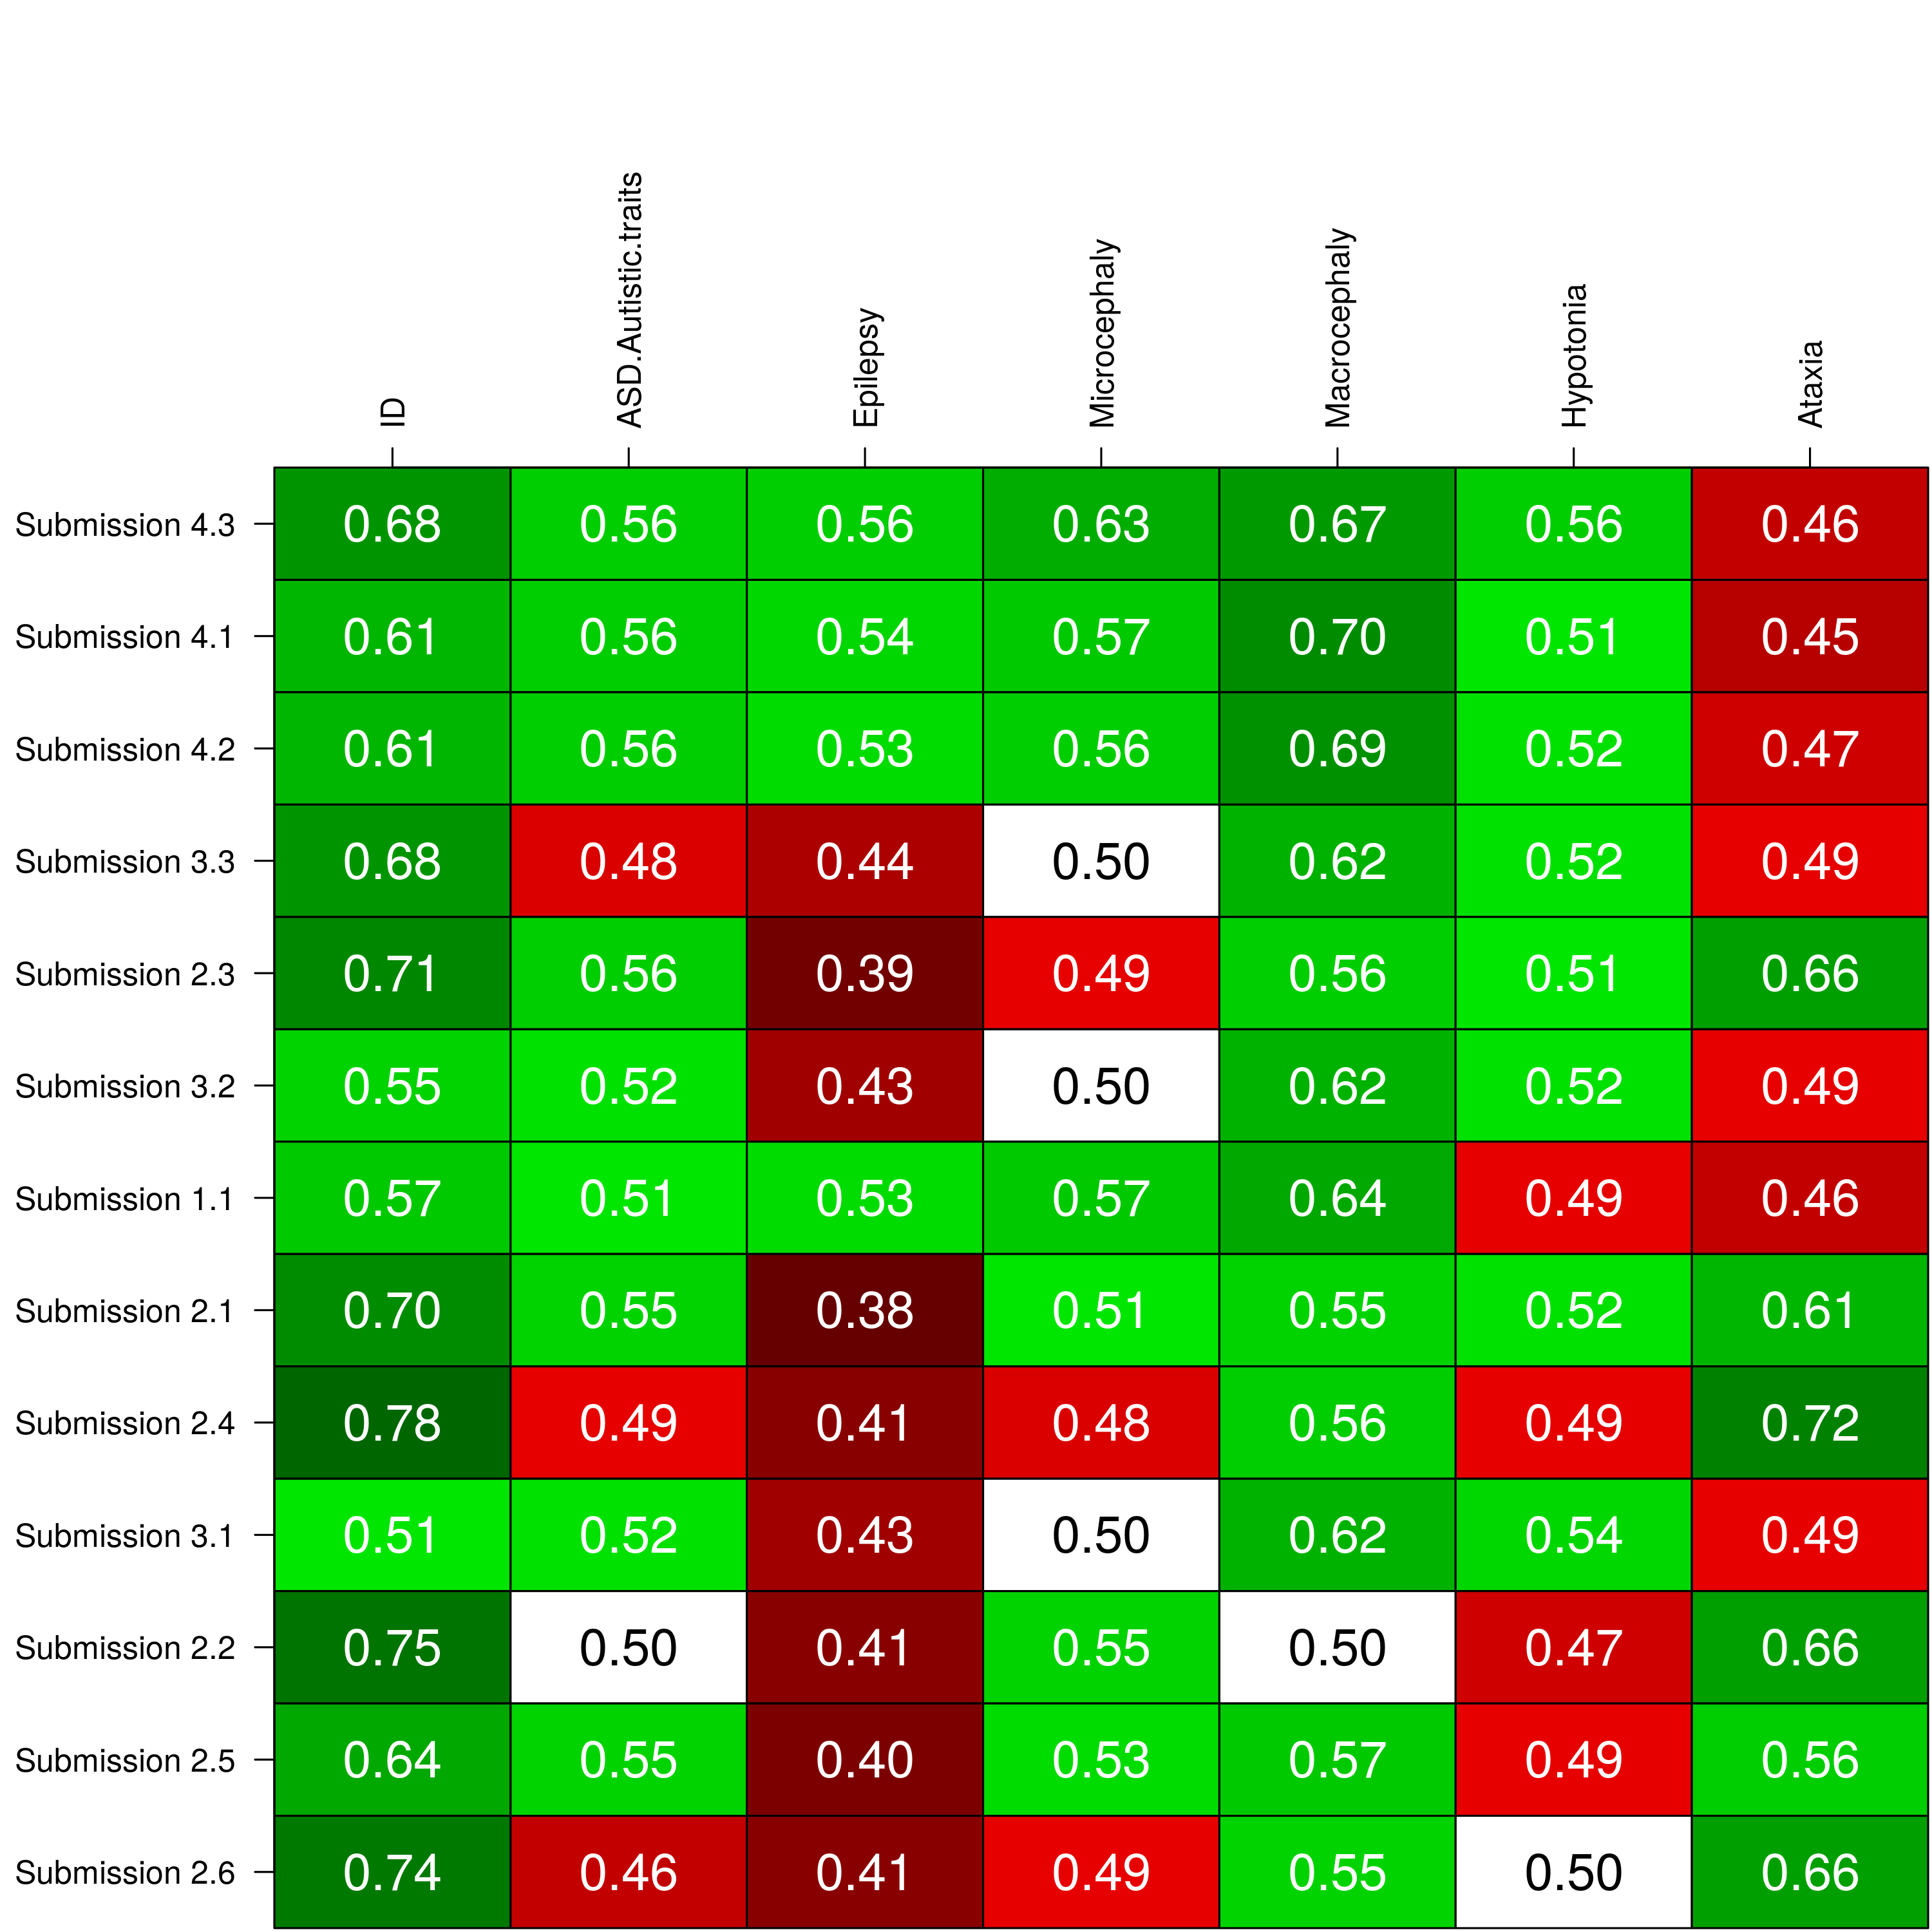 ID ASD.Autistic.traits Epilepsy Microcephaly Macrocephaly Hypotonia Ataxia
Submission 4.3 0.68 0.56 0.56 0.63 0.67 0.56 0.46
Submission 4.1 0.61 0.56 0.54 0.57 0.70 0.51 0.45
Submission 4.2 0.61 0.56 0.53 0.56 0.69 0.52 0.47
Submission 3.3 0.68 0.48 0.44 0.50 0.62 0.52 0.49
Submission 2.3 0.71 0.56 0.39 0.49 0.56 0.51 0.66
Submission 3.2 0.55 0.52 0.43 0.50 0.62 0.52 0.49
Submission 1.1 0.57 0.51 0.53 0.57 0.64 0.49 0.46
Submission 2.1 0.70 0.55 0.38 0.51 0.55 0.52 0.61
Submission 2.4 0.78 0.49 0.41 0.48 0.56 0.49 0.72
Submission 3.1 0.51 0.52 0.43 0.50 0.62 0.54 0.49
Submission 2.2 0.75 0.50 0.41 0.55 0.50 0.47 0.66
Submission 2.5 0.64 0.55 0.40 0.53 0.57 0.49 0.56
Submission 2.6 0.74 0.46 0.41 0.49 0.55 0.50 0.66